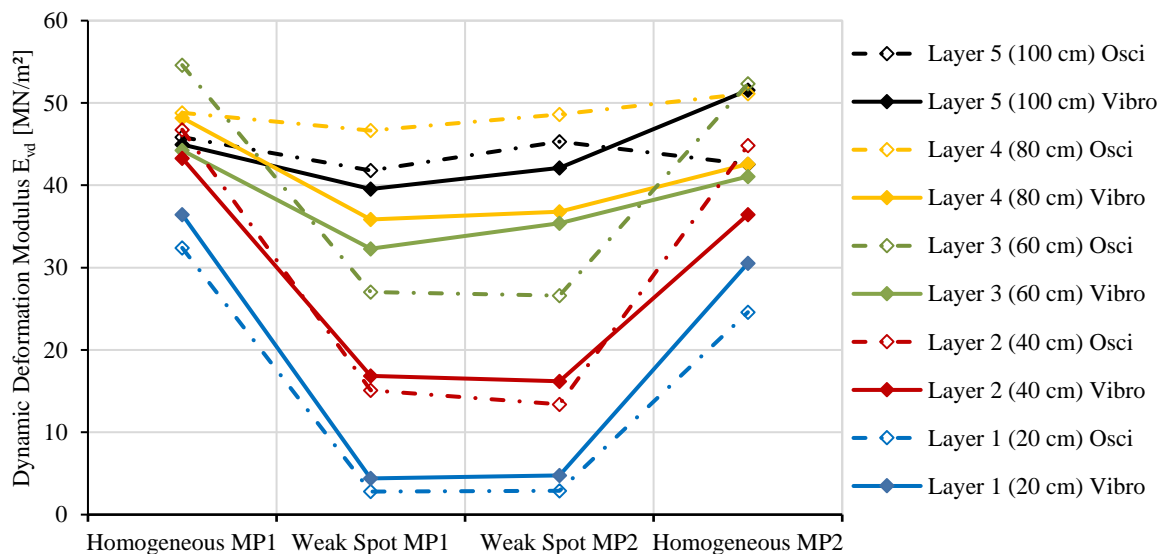 Dynamic Deformation Modulus Ewd [MN/m²]
60
50
40
30
20
10
0
Homogeneous MP1
Weak Spot MP1
Weak Spot MP2
Homogeneous MP2
Layer 5 (100 cm) Osci
Layer 5 (100 cm) Vibro
Layer 4 (80 cm) Osci
Layer 4 (80 cm) Vibro
Layer 3 (60 cm) Osci
Layer 3 (60 cm) Vibro
Layer 2 (40 cm) Osci
Layer 2 (40 cm) Vibro
Layer 1 (20 cm) Osci
Layer 1 (20 cm) Vibro